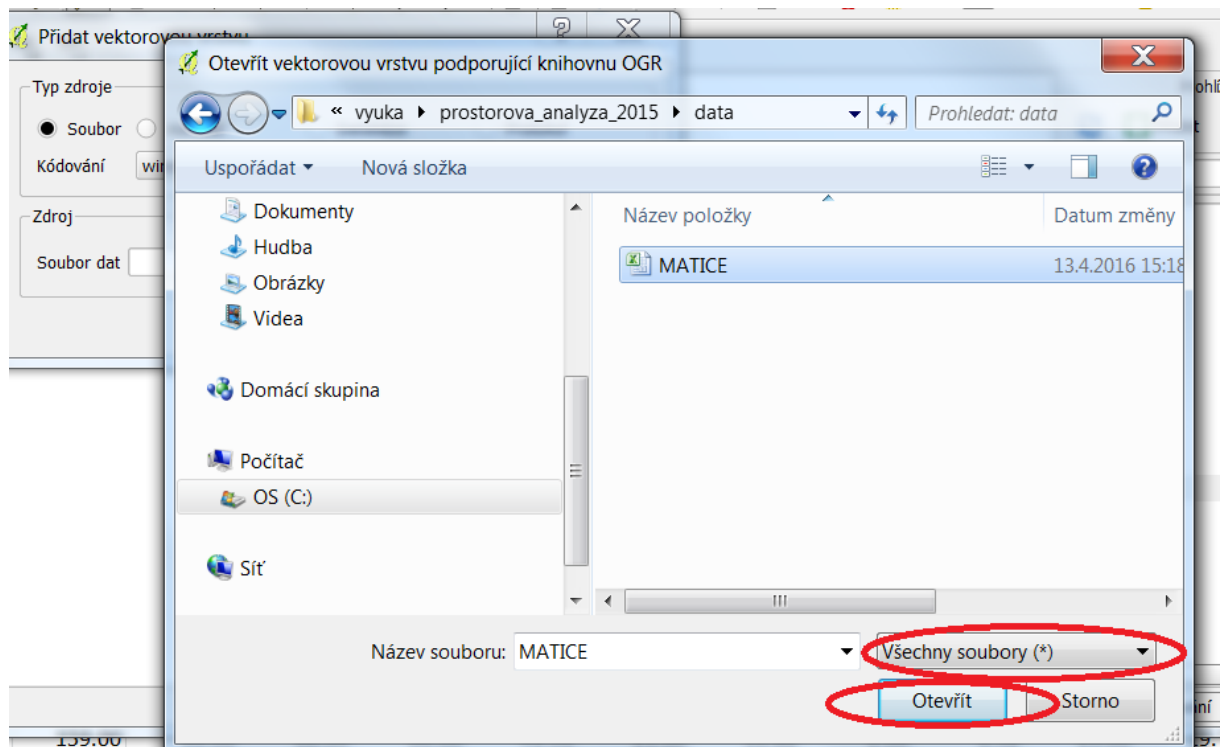 Přidat vektorovou vrstvu
Otevřít vektorovou vrstvu podporující knihovnu OGR
Typ zdroje
Soubor
Kódování
Zdroj
Soubor dat
« vyuka prostorova_analyza_2015 data
Prohledat: data
Uspořádat Nová složka
Dokumenty
Hudba
Obrázky
Videa
Domácí skupina
Počítač
OS (C:)
Síť
Název položky Datum změny
MATICE 13.4.2016 15:18
Název souboru: MATICE Všechny soubory (*)
Otevřít Storno